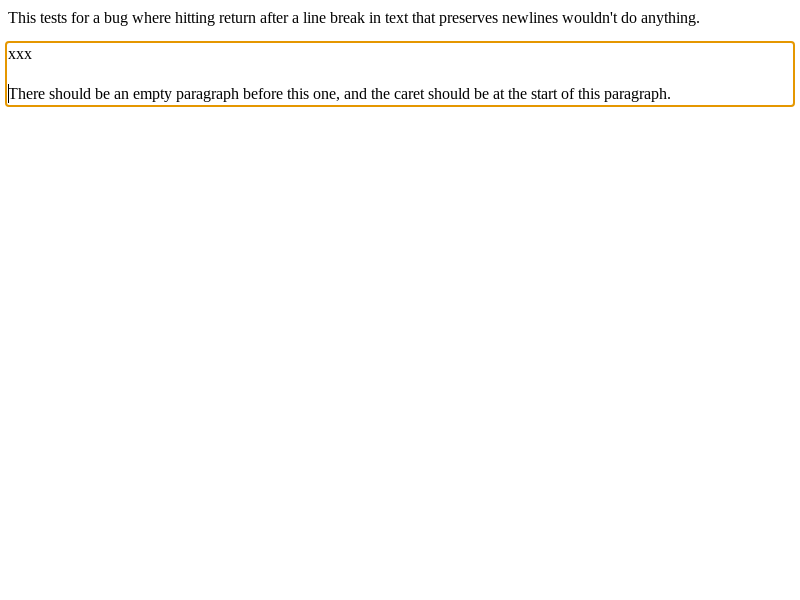 This tests for a bug where hitting return after a line break in text that preserves newlines wouldn't do anything.
xxx
There should be an empty paragraph before this one, and the caret should be at the start of this paragraph.